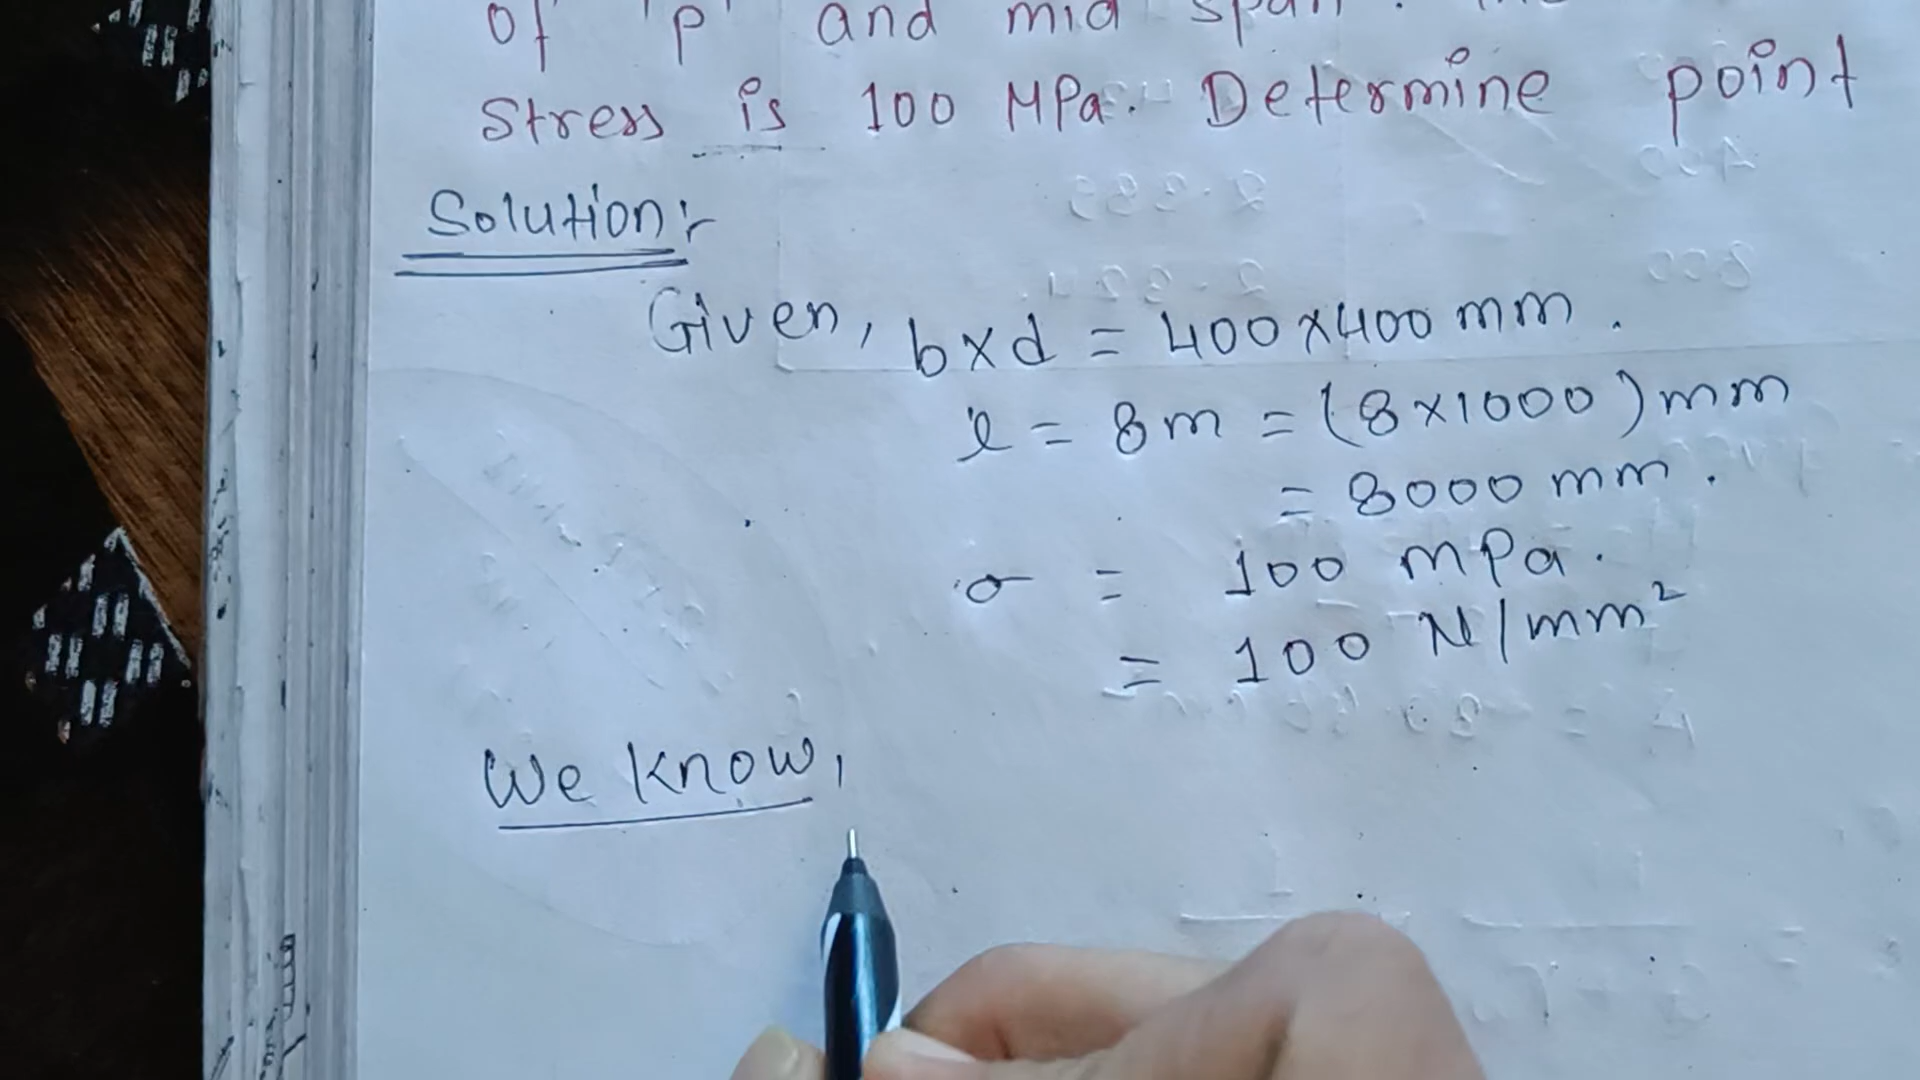 of 'p' and mid span.
Stress is 100 MPa. Determine point
Solution:-
Given, b×d = 400×400 mm.
l = 8m = (8×1000)mm
= 8000 mm.
σ = 100 mPa.
= 100 N/mm²
We know,